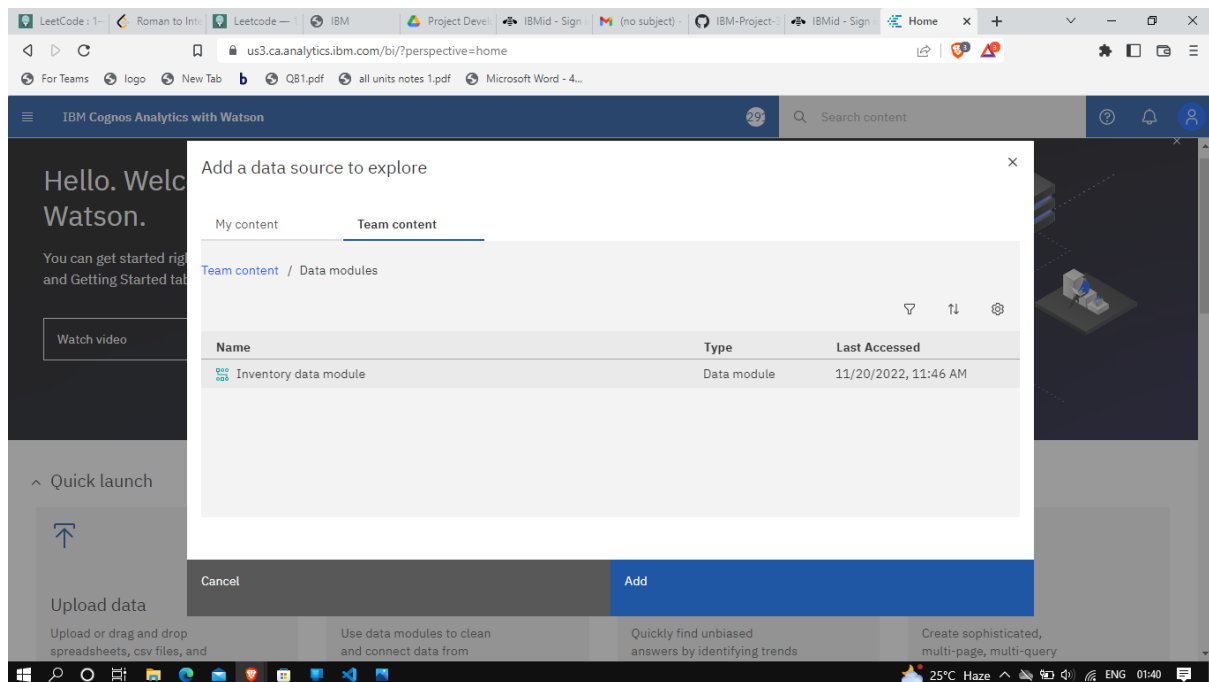 LeetCode : 1-
Roman to Inte
Leetcode —
IBM
Project Devel
IBMid - Sign
(no subject) -
IBM-Project-3
IBMid - Sign
Home
us3.ca.analytics.ibm.com/bi/?perspective=home
For Teams
logo
New Tab
QB1.pdf
all units notes 1.pdf
Microsoft Word - 4...
IBM Cognos Analytics with Watson
Search content
Hello. Welc
Watson.
You can get started rig
and Getting Started tab
Watch video
Add a data source to explore
My content
Team content
Team content / Data modules
Name Type Last Accessed
Inventory data module Data module 11/20/2022, 11:46 AM
Cancel
Add
Quick launch
Upload data
Upload or drag and drop
spreadsheets, csv files, and
Use data modules to clean
and connect data from
Quickly find unbiased
answers by identifying trends
Create sophisticated,
multi-page, multi-query
25°C Haze
ENG
01:40